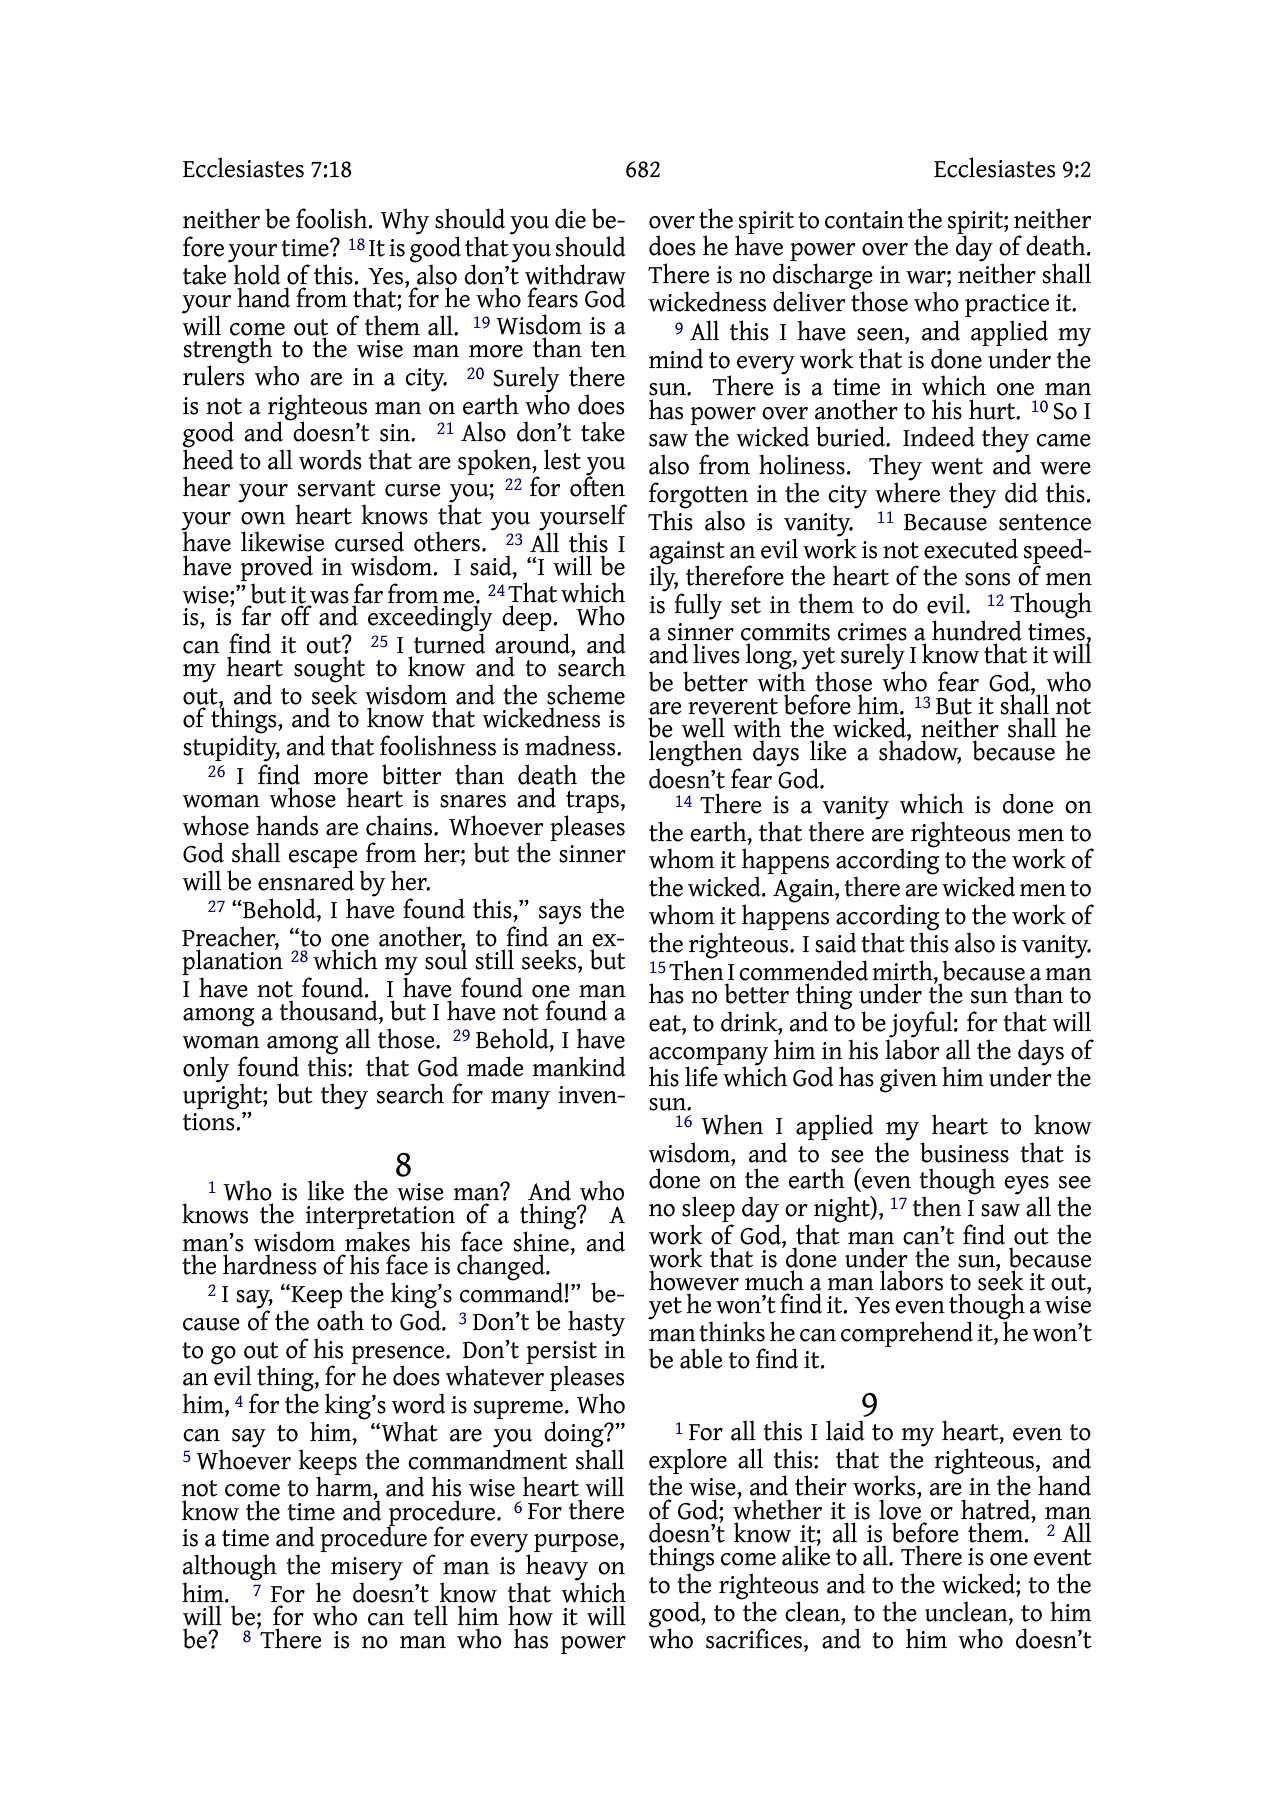 Ecclesiastes 7:18
682
Ecclesiastes 9:2
neither be foolish. Why should you die be-
fore your time? 18 It is good that you should
take hold of this. Yes, also don’t withdraw
your hand from that; for he who fears God
will come out of them all. 19 Wisdom is a
strength to the wise man more than ten
rulers who are in a city. 20 Surely there
is not a righteous man on earth who does
good and doesn’t sin. 21 Also don’t take
heed to all words that are spoken, lest you
hear your servant curse you; 22 for often
your own heart knows that you yourself
have likewise cursed others. 23 All this I
have proved in wisdom. I said, “I will be
wise;” but it was far from me. 24 That which
is, is far off and exceedingly deep. Who
can find it out? 25 I turned around, and
my heart sought to know and to search
out, and to seek wisdom and the scheme
of things, and to know that wickedness is
stupidity, and that foolishness is madness.
26 I find more bitter than death the
woman whose heart is snares and traps,
whose hands are chains. Whoever pleases
God shall escape from her; but the sinner
will be ensnared by her.
27 “Behold, I have found this,” says the
Preacher, “to one another, to find an ex-
planation 28 which my soul still seeks, but
I have not found. I have found one man
among a thousand, but I have not found a
woman among all those. 29 Behold, I have
only found this: that God made mankind
upright; but they search for many inven-
tions.”
8
1 Who is like the wise man? And who
knows the interpretation of a thing? A
man’s wisdom makes his face shine, and
the hardness of his face is changed.
2 I say, “Keep the king’s command!” be-
cause of the oath to God. 3 Don’t be hasty
to go out of his presence. Don’t persist in
an evil thing, for he does whatever pleases
him, 4 for the king’s word is supreme. Who
can say to him, “What are you doing?”
5 Whoever keeps the commandment shall
not come to harm, and his wise heart will
know the time and procedure. 6 For there
is a time and procedure for every purpose,
although the misery of man is heavy on
him. 7 For he doesn’t know that which
will be; for who can tell him how it will
be? 8 There is no man who has power
over the spirit to contain the spirit; neither
does he have power over the day of death.
There is no discharge in war; neither shall
wickedness deliver those who practice it.
9 All this I have seen, and applied my
mind to every work that is done under the
sun. There is a time in which one man
has power over another to his hurt. 10 So I
saw the wicked buried. Indeed they came
also from holiness. They went and were
forgotten in the city where they did this.
This also is vanity. 11 Because sentence
against an evil work is not executed speed-
ily, therefore the heart of the sons of men
is fully set in them to do evil. 12 Though
a sinner commits crimes a hundred times,
and lives long, yet surely I know that it will
be better with those who fear God, who
are reverent before him. 13 But it shall not
be well with the wicked, neither shall he
lengthen days like a shadow, because he
doesn’t fear God.
14 There is a vanity which is done on
the earth, that there are righteous men to
whom it happens according to the work of
the wicked. Again, there are wicked men to
whom it happens according to the work of
the righteous. I said that this also is vanity.
15 Then I commended mirth, because a man
has no better thing under the sun than to
eat, to drink, and to be joyful: for that will
accompany him in his labor all the days of
his life which God has given him under the
sun.
16 When I applied my heart to know
wisdom, and to see the business that is
done on the earth (even though eyes see
no sleep day or night), 17 then I saw all the
work of God, that man can’t find out the
work that is done under the sun, because
however much a man labors to seek it out,
yet he won’t find it. Yes even though a wise
man thinks he can comprehend it, he won’t
be able to find it.
9
1 For all this I laid to my heart, even to
explore all this: that the righteous, and
the wise, and their works, are in the hand
of God; whether it is love or hatred, man
doesn’t know it; all is before them. 2 All
things come alike to all. There is one event
to the righteous and to the wicked; to the
good, to the clean, to the unclean, to him
who sacrifices, and to him who doesn’t